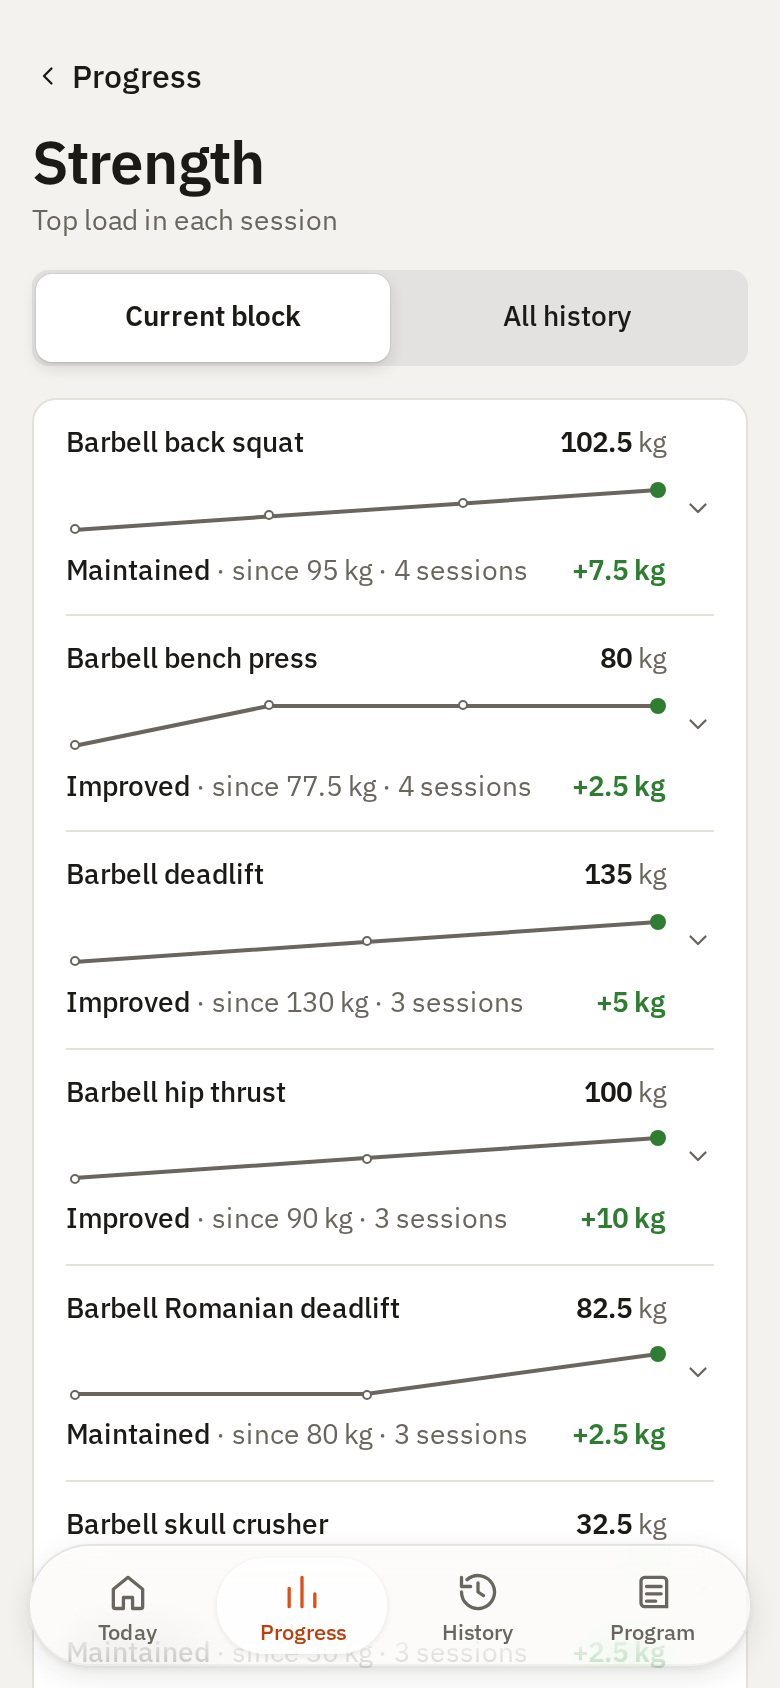 Progress
Strength
Top load in each session
Current block
All history
Barbell back squat
102.5 kg
Maintained · since 95 kg · 4 sessions
+7.5 kg
Barbell bench press
80 kg
Improved · since 77.5 kg · 4 sessions
+2.5 kg
Barbell deadlift
135 kg
Improved · since 130 kg · 3 sessions
+5 kg
Barbell hip thrust
100 kg
Improved · since 90 kg · 3 sessions
+10 kg
Barbell Romanian deadlift
82.5 kg
Maintained · since 80 kg · 3 sessions
+2.5 kg
Barbell skull crusher
32.5 kg
Maintained · since 30 kg · 3 sessions
+2.5 kg
Today
Progress
History
Program